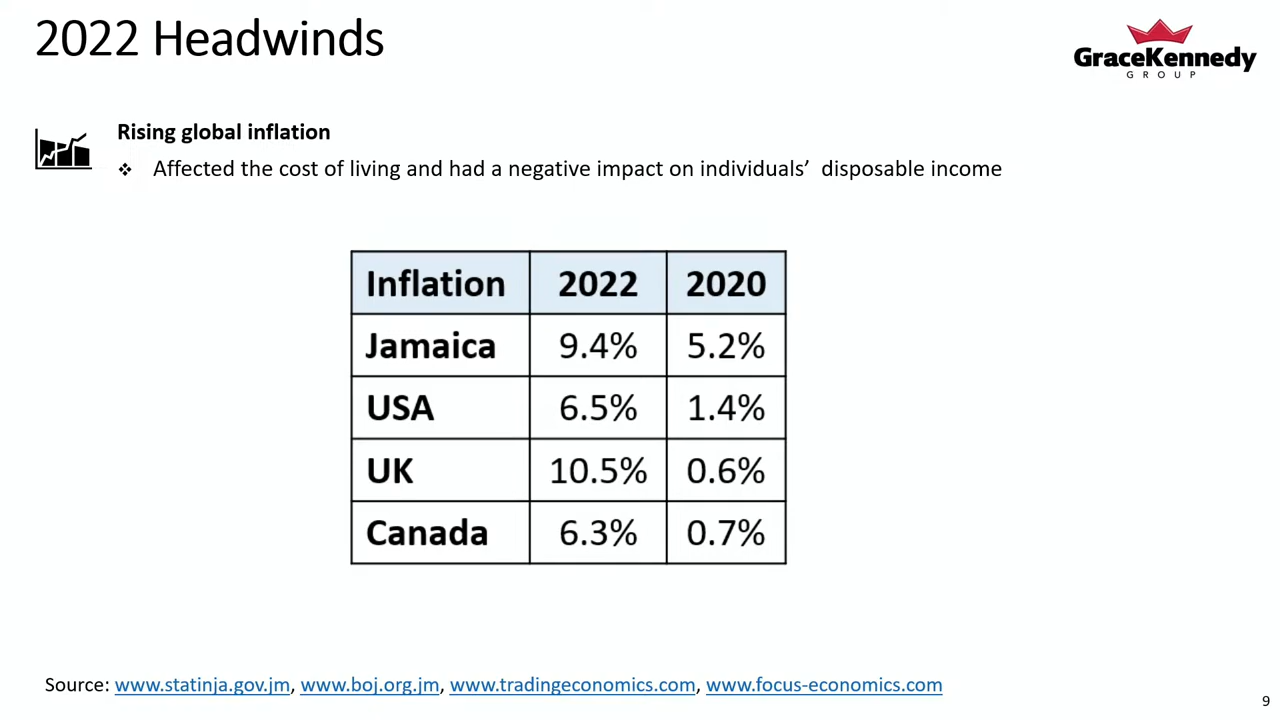 2022 Headwinds
GraceKennedy
GROUP
Rising global inflation
❖ Affected the cost of living and had a negative impact on individuals’ disposable income
Inflation 2022 2020
Jamaica 9.4% 5.2%
USA 6.5% 1.4%
UK 10.5% 0.6%
Canada 6.3% 0.7%
Source: www.statinja.gov.jm, www.boj.org.jm, www.tradingeconomics.com, www.focus-economics.com
9